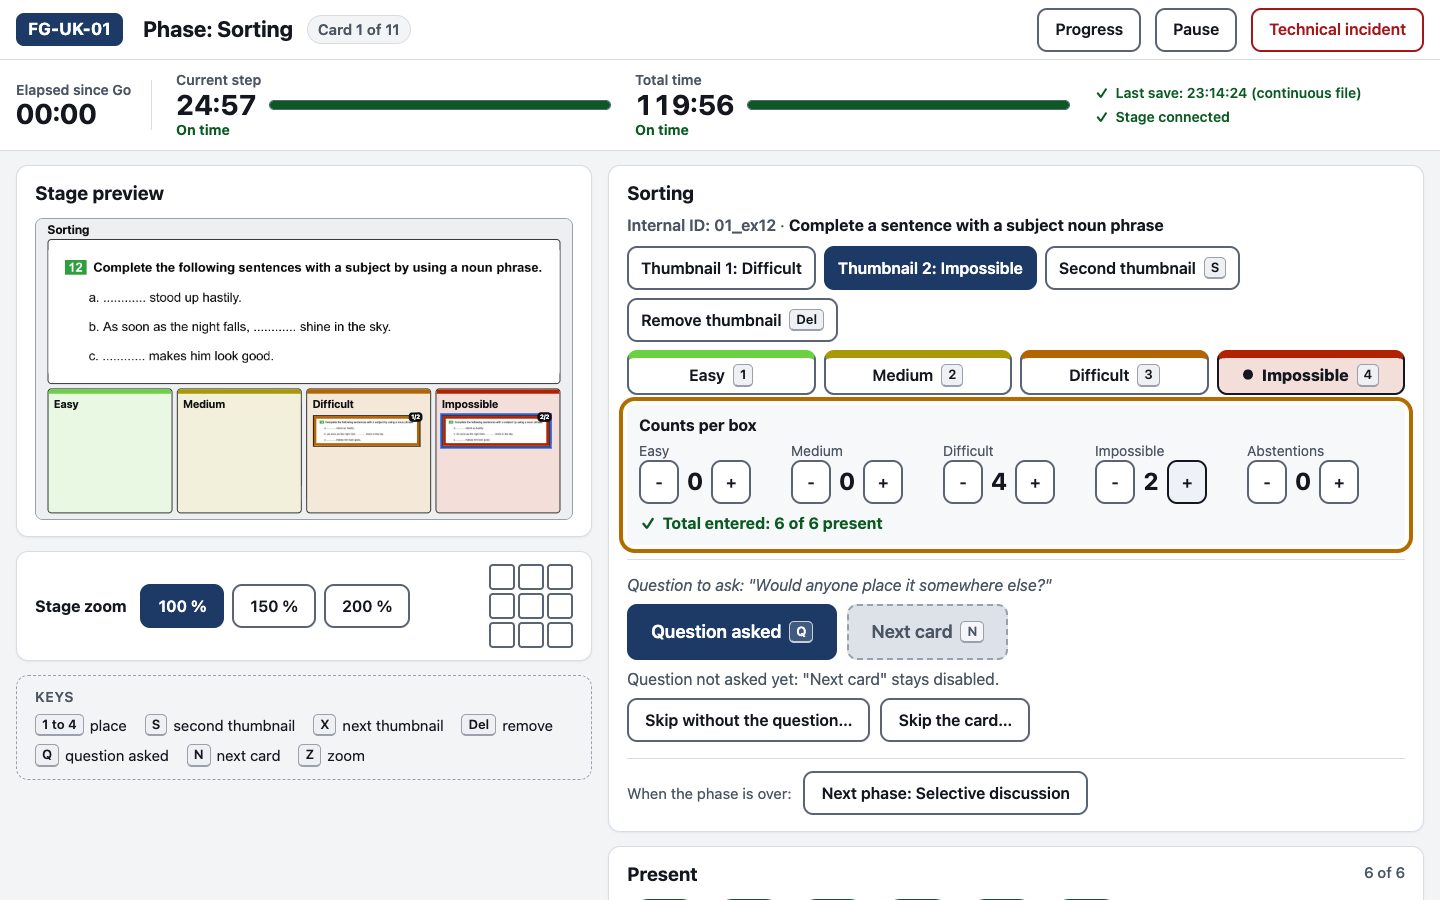 FG-UK-01
Phase: Sorting
Card 1 of 11
Progress
Pause
Technical incident
Elapsed since Go
00:00
Current step
24:57
On time
Total time
119:56
On time
✓ Last save: 23:14:24 (continuous file)
✓ Stage connected
Stage preview
Sorting
12 Complete the following sentences with a subject by using a noun phrase.
a. ............ stood up hastily.
b. As soon as the night falls, ............ shine in the sky.
c. ............ makes him look good.
Easy
Medium
Difficult
1/2
Impossible
2/2
Stage zoom
100 %
150 %
200 %
KEYS
1 to 4 place
S second thumbnail
X next thumbnail
Del remove
Q question asked
N next card
Z zoom
Sorting
Internal ID: 01_ex12 · Complete a sentence with a subject noun phrase
Thumbnail 1: Difficult
Thumbnail 2: Impossible
Second thumbnail S
Remove thumbnail Del
Easy 1
Medium 2
Difficult 3
● Impossible 4
Counts per box
Easy
- 0 +
Medium
- 0 +
Difficult
- 4 +
Impossible
- 2 +
Abstentions
- 0 +
✓ Total entered: 6 of 6 present
Question to ask: "Would anyone place it somewhere else?"
Question asked Q
Next card N
Question not asked yet: "Next card" stays disabled.
Skip without the question...
Skip the card...
When the phase is over:
Next phase: Selective discussion
Present
6 of 6